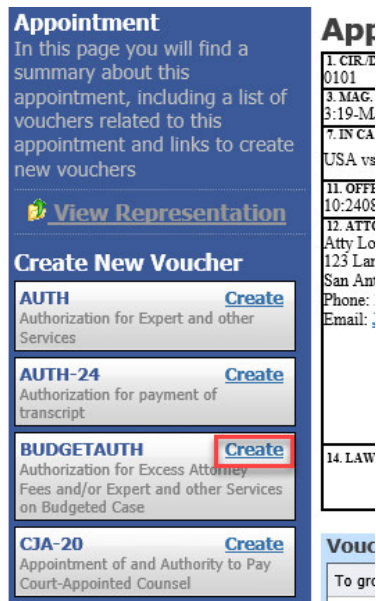 Appointment
In this page you will find a
summary about this
appointment, including a list of
vouchers related to this
appointment and links to create
new vouchers
View Representation
Create New Voucher
AUTH Create
Authorization for Expert and other
Services
AUTH-24 Create
Authorization for payment of
transcript
BUDGETAUTH Create
Authorization for Excess Attorney
Fees and/or Expert and other Services
on Budgeted Case
CJA-20 Create
Appointment of and Authority to Pay
Court-Appointed Counsel
App
1. CIR./D
0101
3. MAG.
3:19-M
7. IN CA
USA vs
11. OFFE
10:2408
12. ATTO
Atty Lo
123 Lar
San Ant
Phone:
Email: J
14. LAW
Vouc
To gro